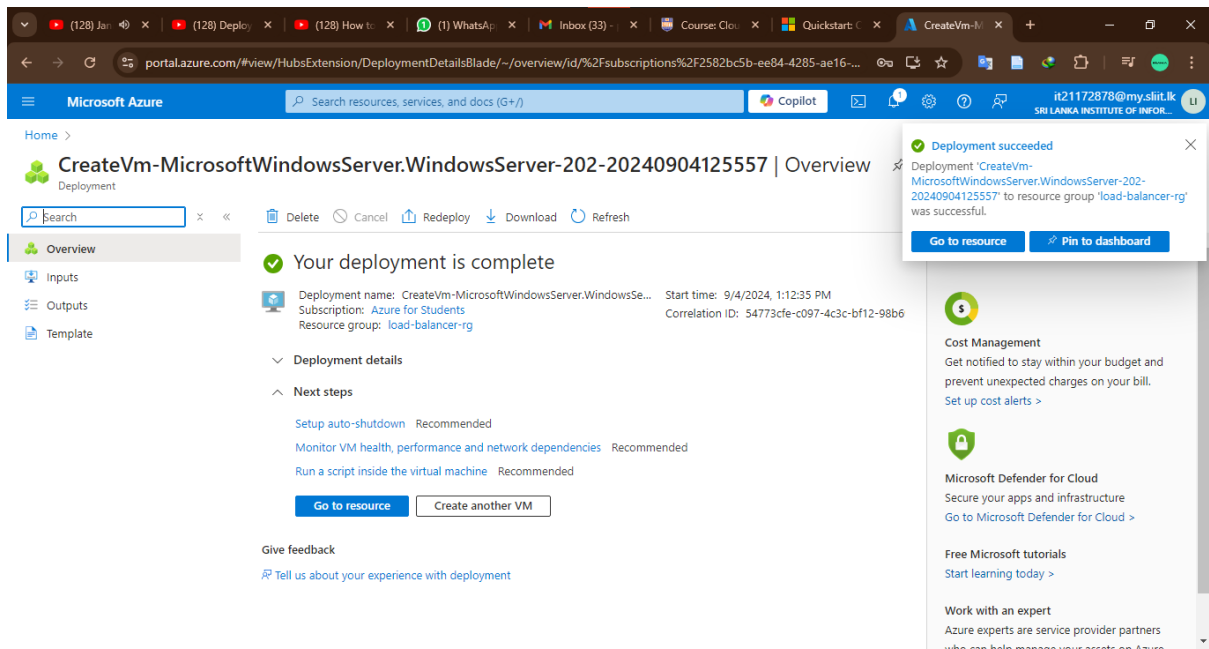 (128) Jan
(128) Deploy
(128) How to
(1) WhatsAp
Inbox (33) -
Course: Clou
Quickstart: C
CreateVm-M
portal.azure.com/#view/HubsExtension/DeploymentDetailsBlade/~/overview/id/%2Fsubscriptions%2F2582bc5b-ee84-4285-ae16-...
Microsoft Azure
Search resources, services, and docs (G+/)
Copilot
1
it21172878@my.sliit.lk
SRI LANKA INSTITUTE OF INFOR...
LI
Home >
CreateVm-MicrosoftWindowsServer.WindowsServer-202-20240904125557 | Overview
Deployment
Deployment succeeded
Deployment 'CreateVm-
MicrosoftWindowsServer.WindowsServer-202-
20240904125557' to resource group 'load-balancer-rg'
was successful.
Go to resource
Pin to dashboard
Search
Delete
Cancel
Redeploy
Download
Refresh
Overview
Inputs
Outputs
Template
Your deployment is complete
Deployment name: CreateVm-MicrosoftWindowsServer.WindowsSe...
Subscription: Azure for Students
Resource group: load-balancer-rg
Start time: 9/4/2024, 1:12:35 PM
Correlation ID: 54773cfe-c097-4c3c-bf12-98b6
Deployment details
Next steps
Setup auto-shutdown Recommended
Monitor VM health, performance and network dependencies Recommended
Run a script inside the virtual machine Recommended
Go to resource
Create another VM
Give feedback
Tell us about your experience with deployment
Cost Management
Get notified to stay within your budget and
prevent unexpected charges on your bill.
Set up cost alerts >
Microsoft Defender for Cloud
Secure your apps and infrastructure
Go to Microsoft Defender for Cloud >
Free Microsoft tutorials
Start learning today >
Work with an expert
Azure experts are service provider partners
who can help manage your assets on Azure